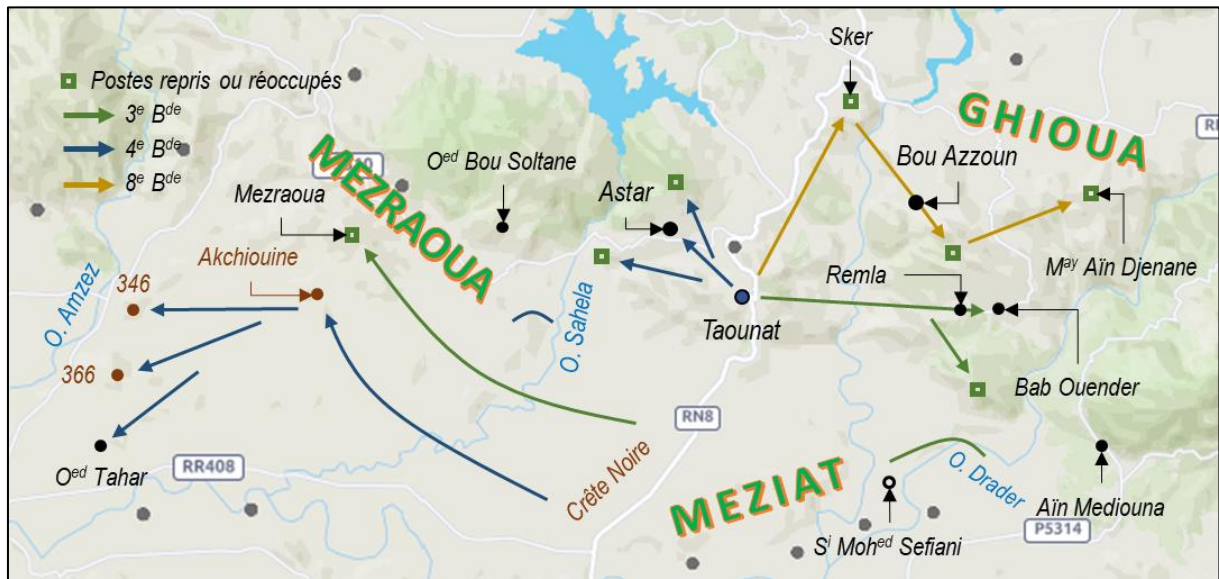 Sker
Postes repris ou réoccupés
3e Bde
4e Bde
8e Bde
GHIOUA
MEZRAOUA
Oed Bou Soltane
Bou Azzoun
Mezraoua
Astar
Akchiouine
May Aïn Djenane
Remla
O. Amzez
346
O. Sahela
Taounat
366
Bab Ouender
RN8
Oed Tahar
RR408
Crête Noire
MEZIAT
O. Drader
Aïn Mediouna
P5314
Si Mohed Sefiani